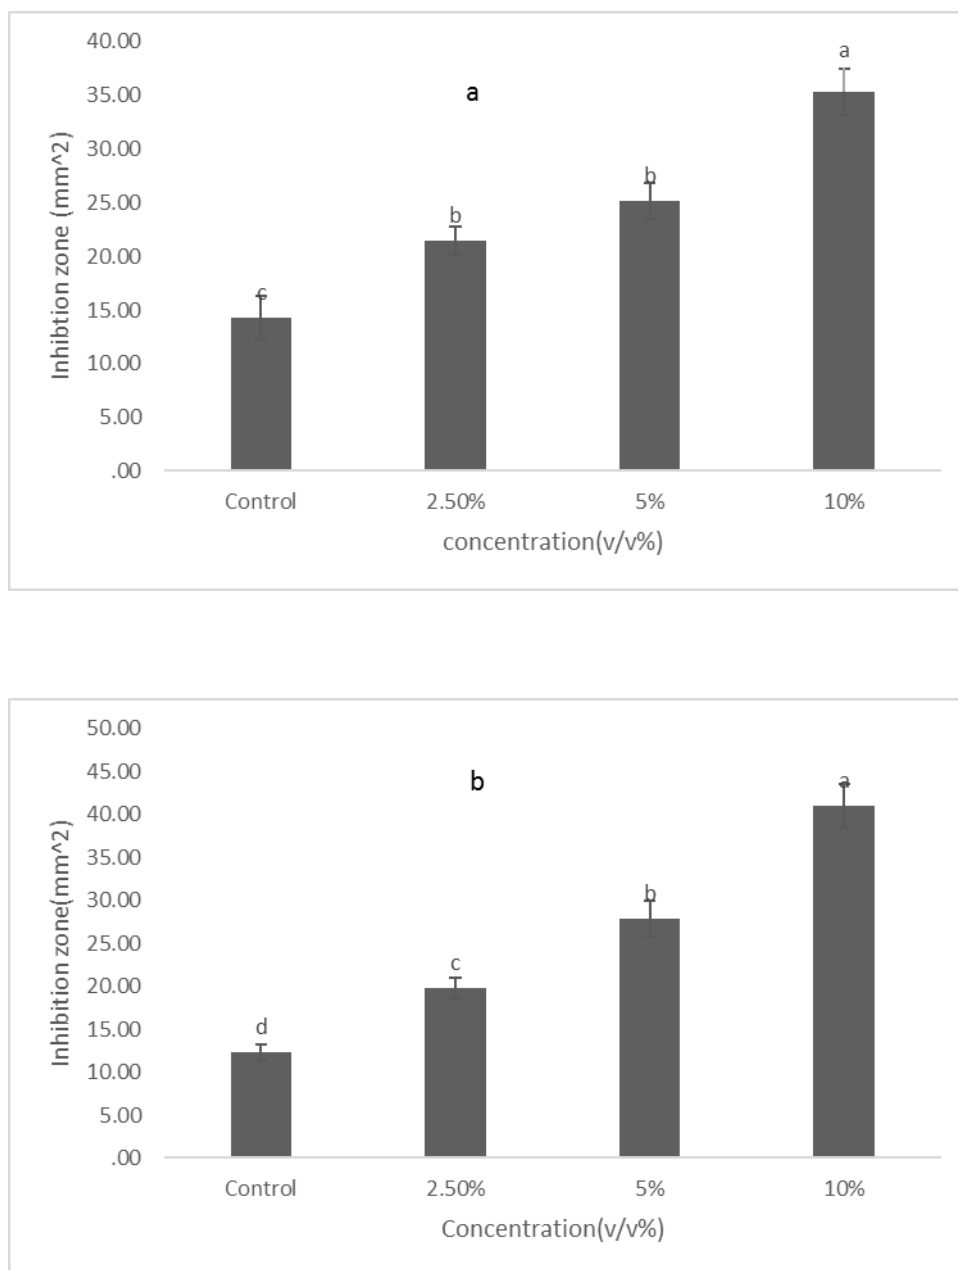 40.00
35.00
30.00
25.00
20.00
15.00
10.00
5.00
.00
Inhibtion zone (mm^2)
a
c
b
b
a
Control 2.50% 5% 10%
concentration(v/v%)
50.00
45.00
40.00
35.00
30.00
25.00
20.00
15.00
10.00
5.00
.00
Inhibition zone(mm^2)
b
d
c
b
a
Control 2.50% 5% 10%
Concentration(v/v%)